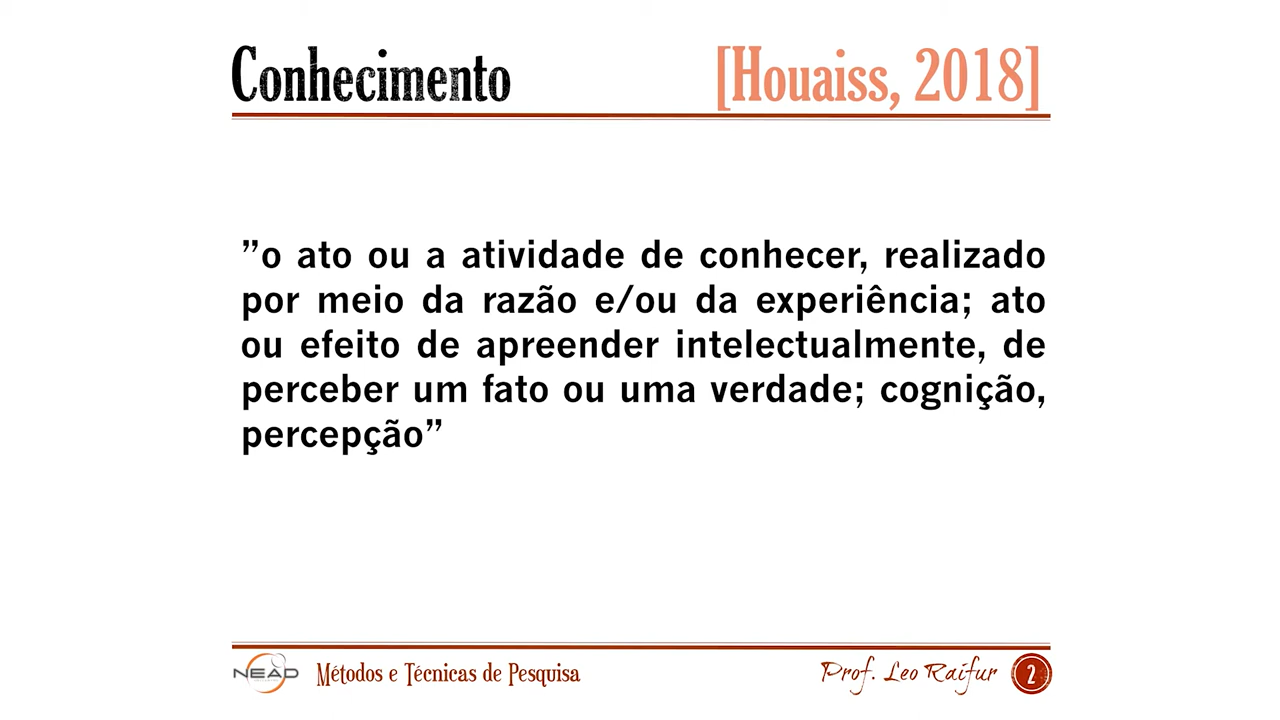 Conhecimento [Houaiss, 2018]
”o ato ou a atividade de conhecer, realizado
por meio da razão e/ou da experiência; ato
ou efeito de apreender intelectualmente, de
perceber um fato ou uma verdade; cognição,
percepção”
NEAD Métodos e Técnicas de Pesquisa Prof. Leo Raifur 2